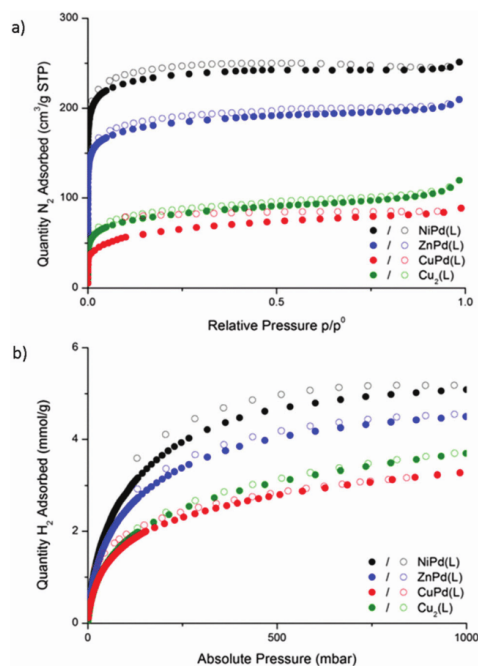 a)
300
200
100
0
0.0
0.5
1.0
Quantity N₂ Adsorbed (cm³/g STP)
Relative Pressure p/p⁰
/ NiPd(L)
/ ZnPd(L)
/ CuPd(L)
/ Cu₂(L)
b)
6
4
2
0
0
500
1000
Quantity H₂ Adsorbed (mmol/g)
Absolute Pressure (mbar)
/ NiPd(L)
/ ZnPd(L)
/ CuPd(L)
/ Cu₂(L)